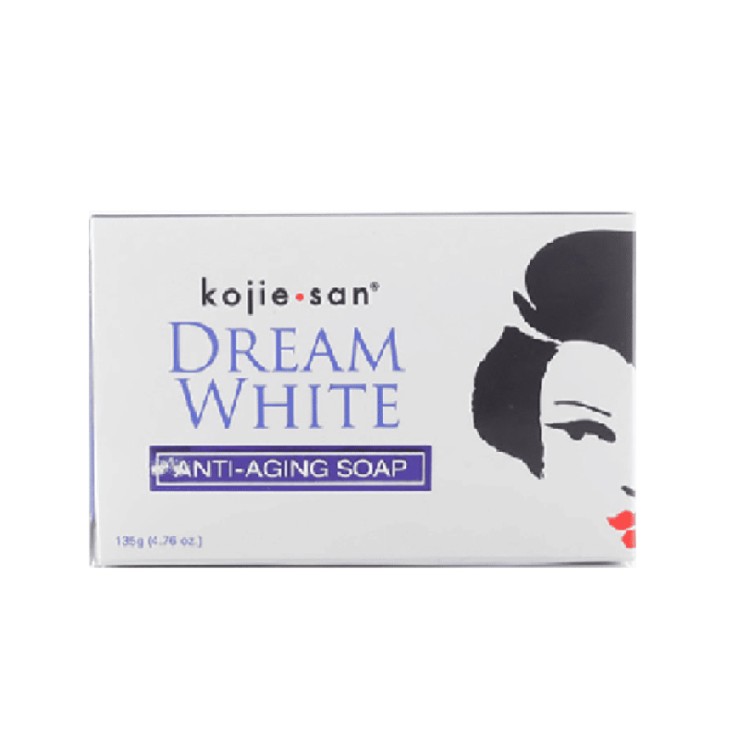 kojie•san®
DREAM
WHITE
ANTI-AGING SOAP
135g (4.76 oz.)